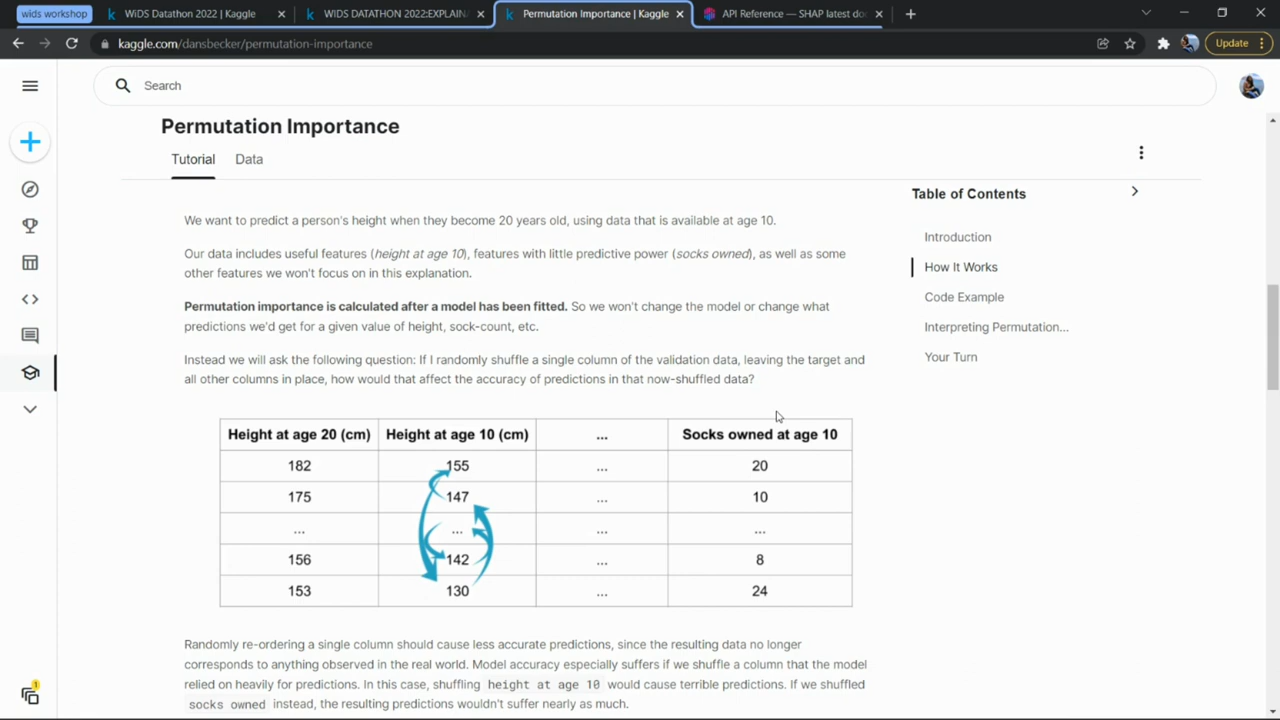 wids workshop
WiDS Datathon 2022 | Kaggle
WIDS DATATHON 2022:EXPLAIN
Permutation Importance | Kaggle
API Reference — SHAP latest do
kaggle.com/dansbecker/permutation-importance
Update
Search
Permutation Importance
Tutorial
Data
Table of Contents
Introduction
How It Works
Code Example
Interpreting Permutation...
Your Turn
We want to predict a person's height when they become 20 years old, using data that is available at age 10.
Our data includes useful features (height at age 10), features with little predictive power (socks owned), as well as some
other features we won't focus on in this explanation.
Permutation importance is calculated after a model has been fitted. So we won't change the model or change what
predictions we'd get for a given value of height, sock-count, etc.
Instead we will ask the following question: If I randomly shuffle a single column of the validation data, leaving the target and
all other columns in place, how would that affect the accuracy of predictions in that now-shuffled data?
Height at age 20 (cm) Height at age 10 (cm) ... Socks owned at age 10
182 155 ... 20
175 147 ... 10
... ... ... ...
156 142 ... 8
153 130 ... 24
Randomly re-ordering a single column should cause less accurate predictions, since the resulting data no longer
corresponds to anything observed in the real world. Model accuracy especially suffers if we shuffle a column that the model
relied on heavily for predictions. In this case, shuffling height at age 10 would cause terrible predictions. If we shuffled
socks owned instead, the resulting predictions wouldn't suffer nearly as much.
1